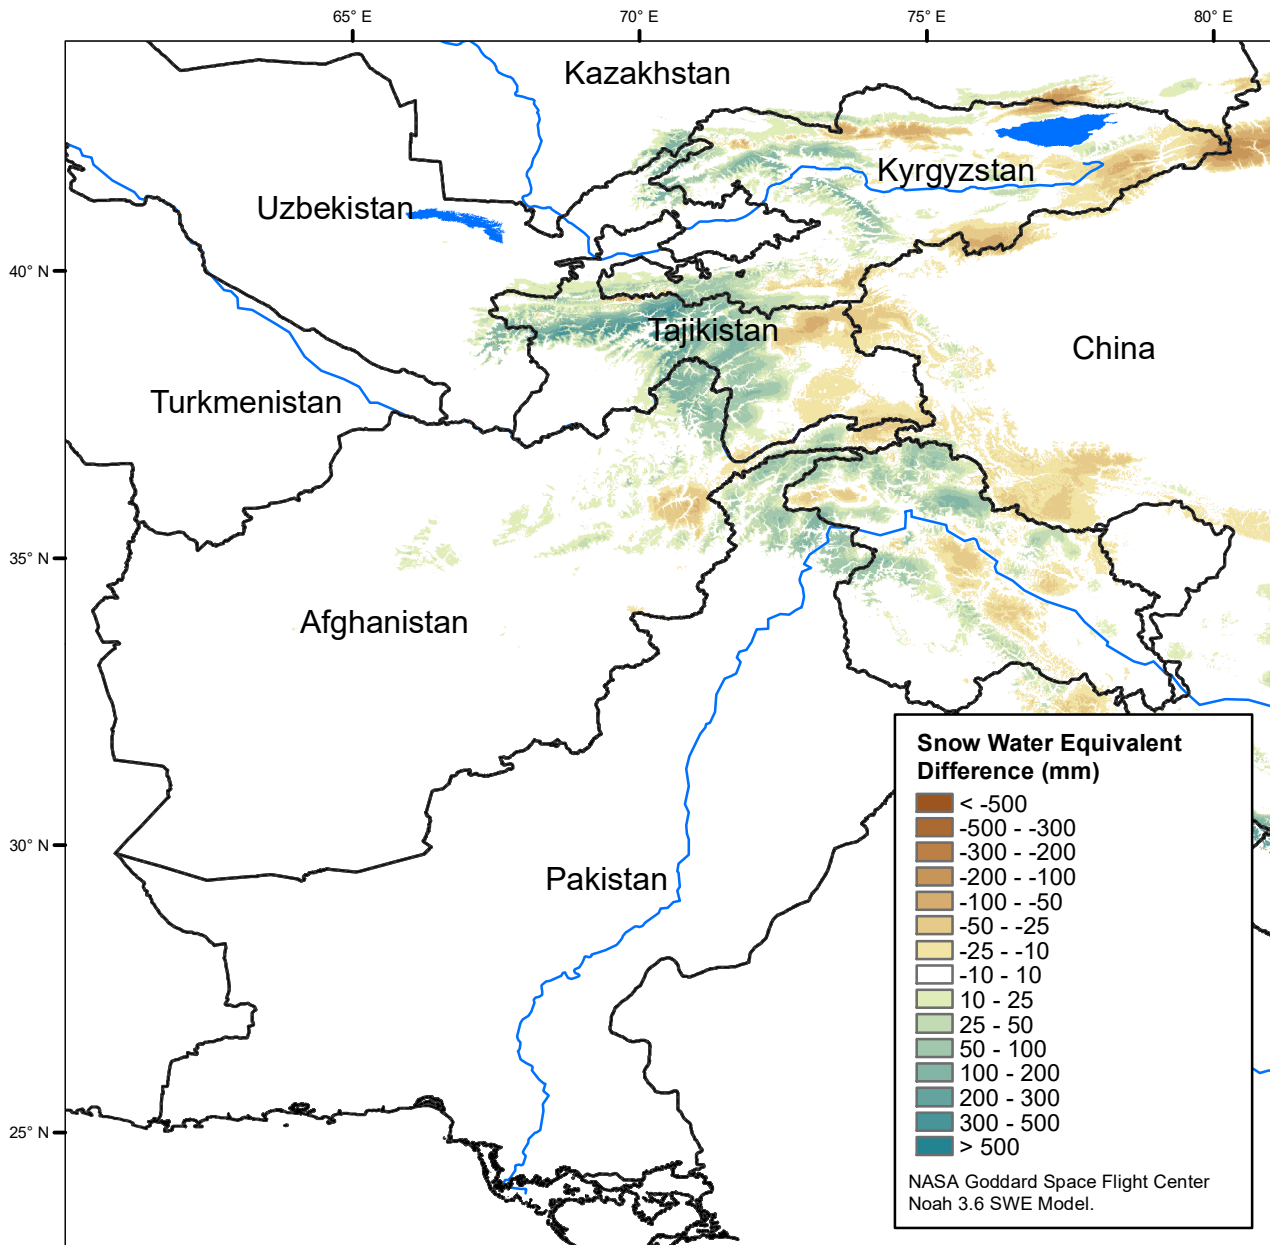 65° E
70° E
75° E
80° E
Kazakhstan
Kyrgyzstan
Uzbekistan
40° N
Tajikistan
China
Turkmenistan
35° N
Afghanistan
Snow Water Equivalent
Difference (mm)
< -500
-500 - -300
-300 - -200
-200 - -100
-100 - -50
-50 - -25
-25 - -10
-10 - 10
10 - 25
25 - 50
50 - 100
100 - 200
200 - 300
300 - 500
> 500
30° N
Pakistan
25° N
NASA Goddard Space Flight Center
Noah 3.6 SWE Model.